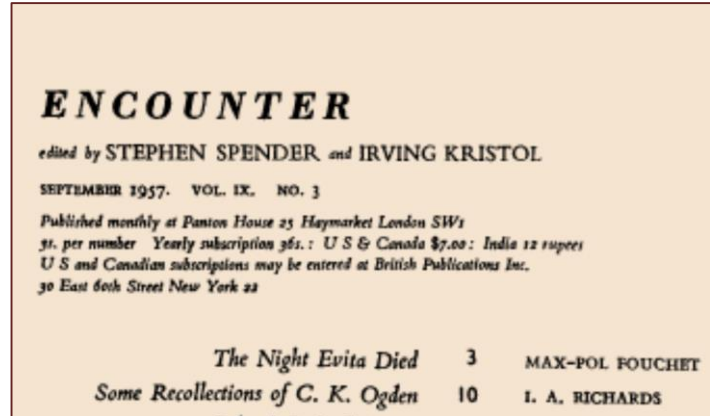 ENCOUNTER
edited by STEPHEN SPENDER and IRVING KRISTOL
SEPTEMBER 1957. VOL. IX. NO. 3
Published monthly at Panton House 25 Haymarket London SW1
3s. per number Yearly subscription 36s.: U S & Canada $7.00: India 12 rupees
U S and Canadian subscriptions may be entered at British Publications Inc.
30 East 60th Street New York 22
The Night Evita Died 3 MAX-POL FOUCHET
Some Recollections of C. K. Ogden 10 I. A. RICHARDS